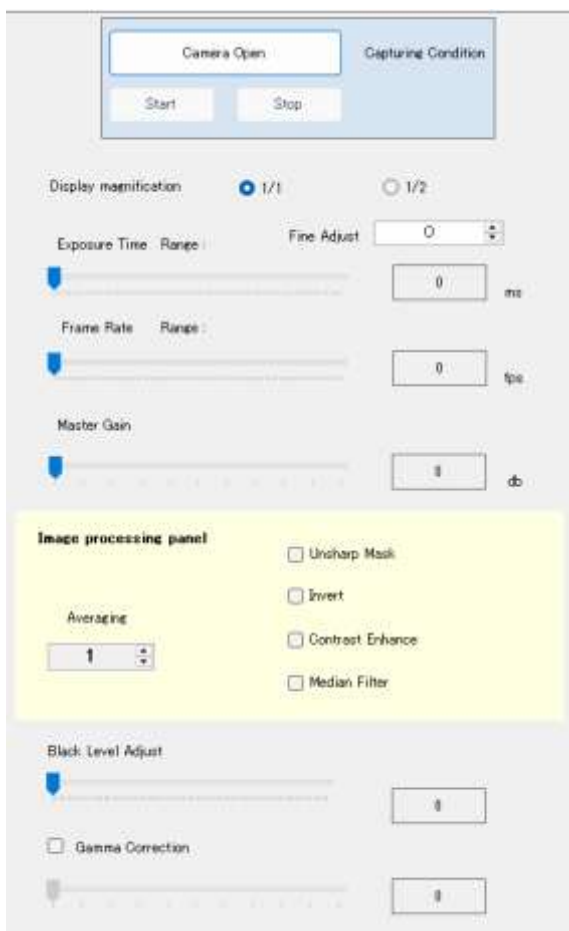 Camera Open
Capturing Condition
Start Stop
Display magnification 1/1 1/2
Fine Adjust 0
Exposure Time Range :
0 ms
Frame Rate Range :
0 fps
Master Gain
0 db
Image processing panel
Unsharp Mask
Invert
Averaging
Contrast Enhance
1
Median Filter
Black Level Adjust
0
Gamma Correction
0